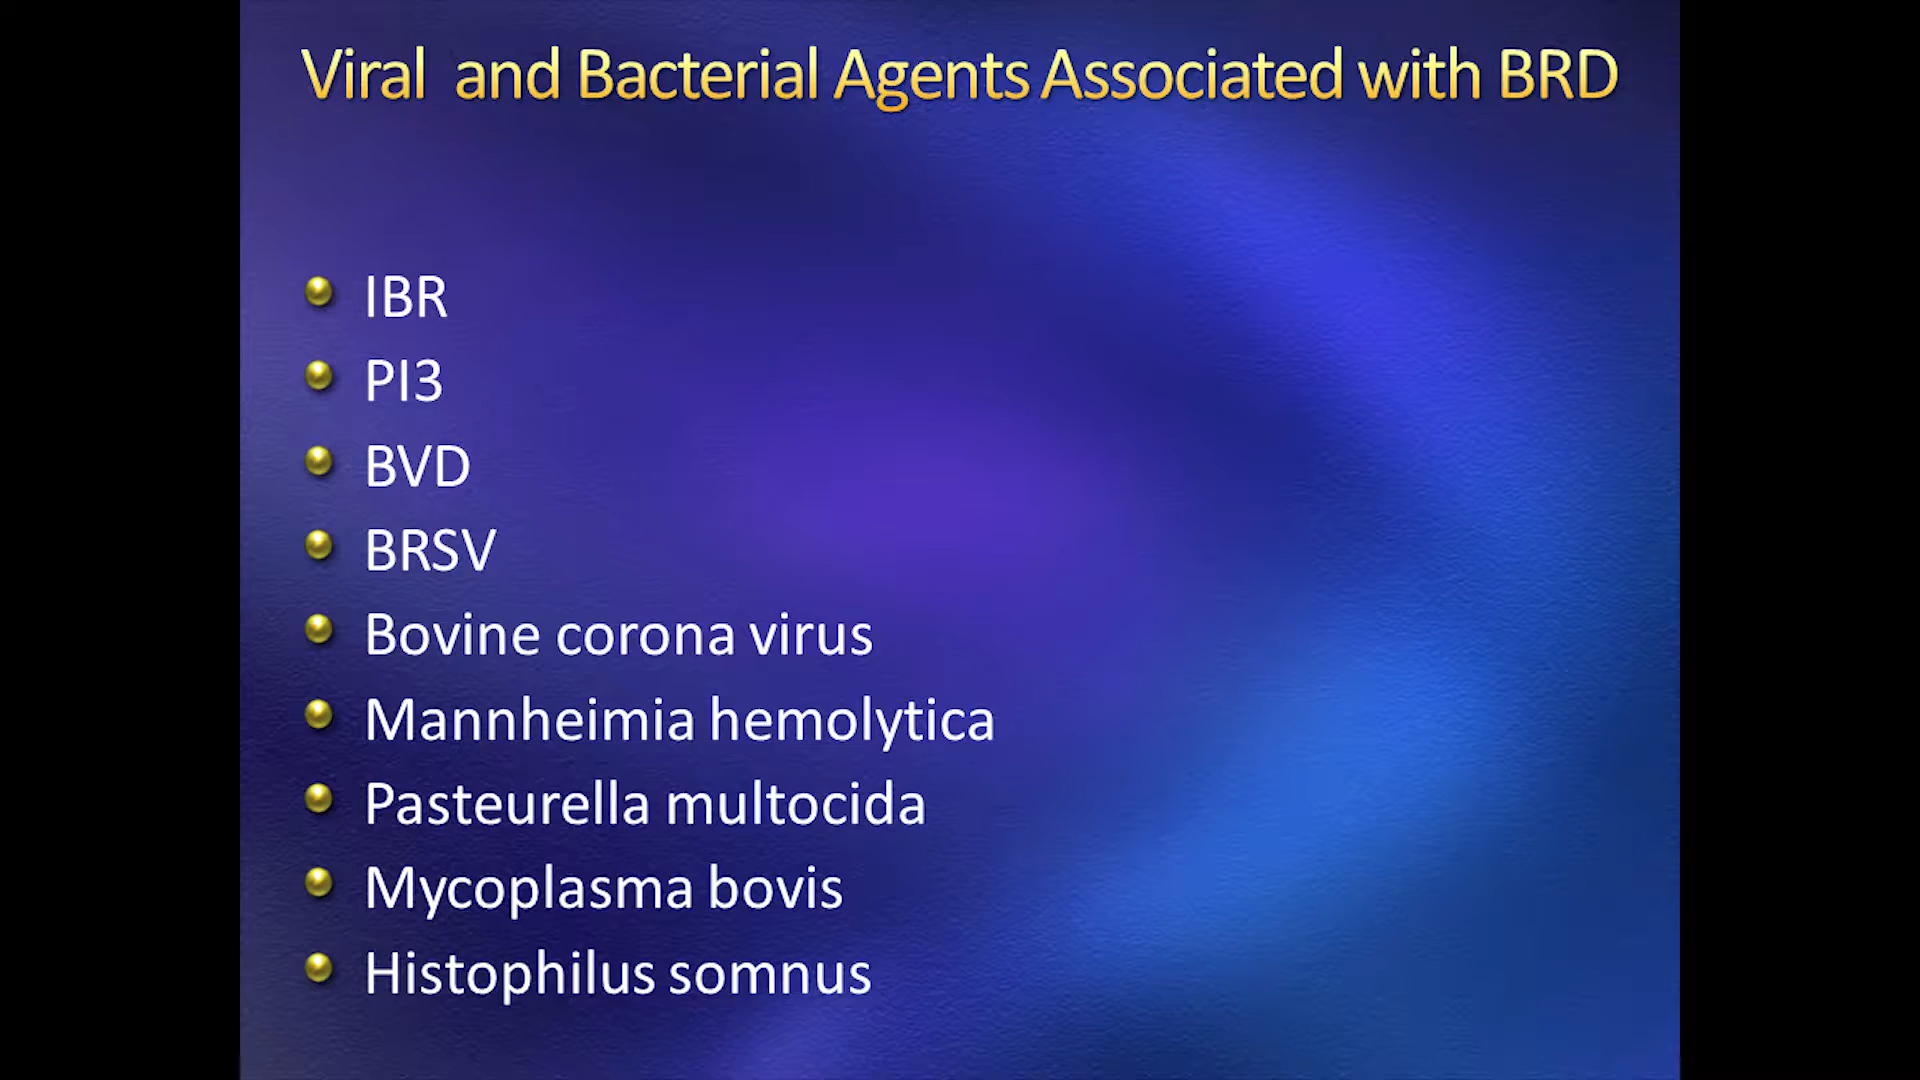 Viral and Bacterial Agents Associated with BRD
IBR
PI3
BVD
BRSV
Bovine corona virus
Mannheimia hemolytica
Pasteurella multocida
Mycoplasma bovis
Histophilus somnus